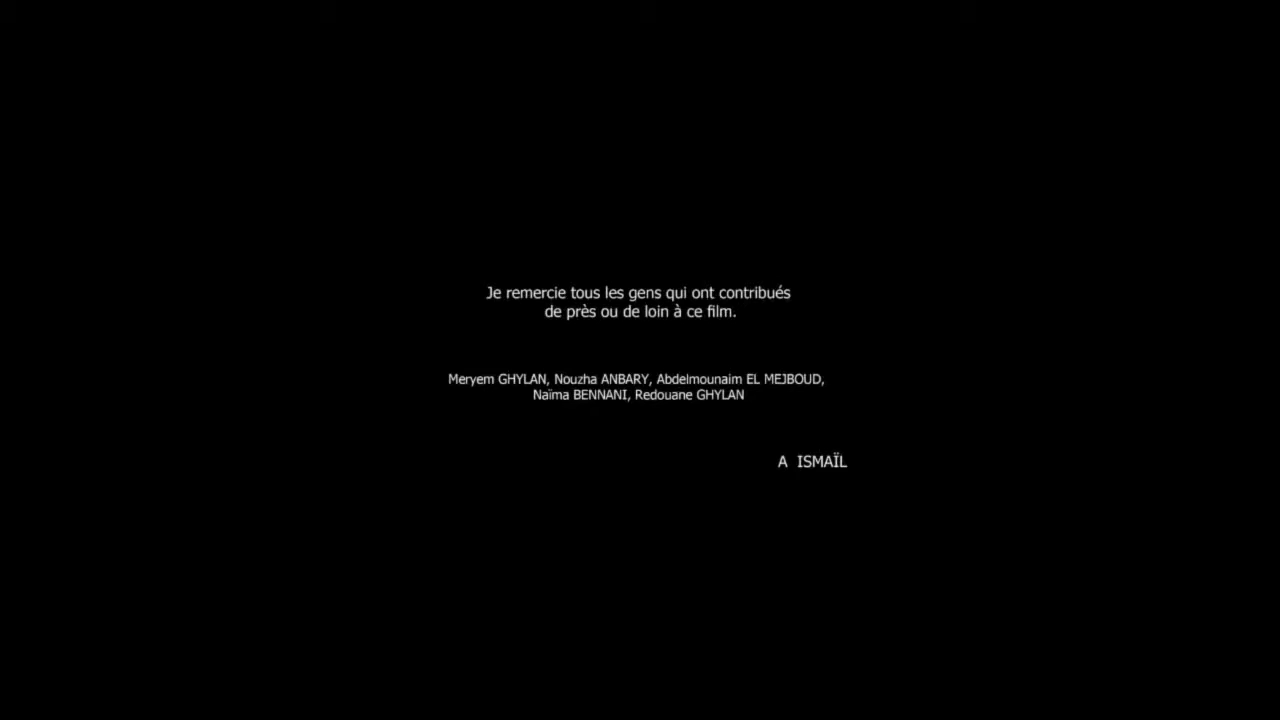 Je remercie tous les gens qui ont contribués
de près ou de loin à ce film.
Meryem GHYLAN, Nouzha ANBARY, Abdelmounaim EL MEJBOUD,
Naïma BENNANI, Redouane GHYLAN
A ISMAÏL